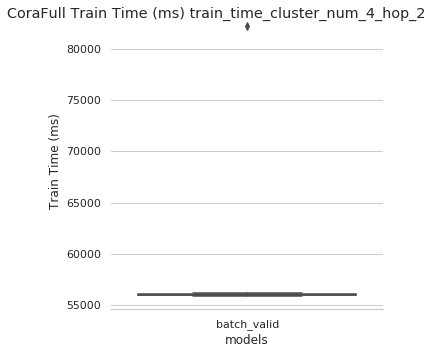 CoraFull Train Time (ms) train_time_cluster_num_4_hop_2
80000
75000
70000
65000
60000
55000
Train Time (ms)
batch_valid
models